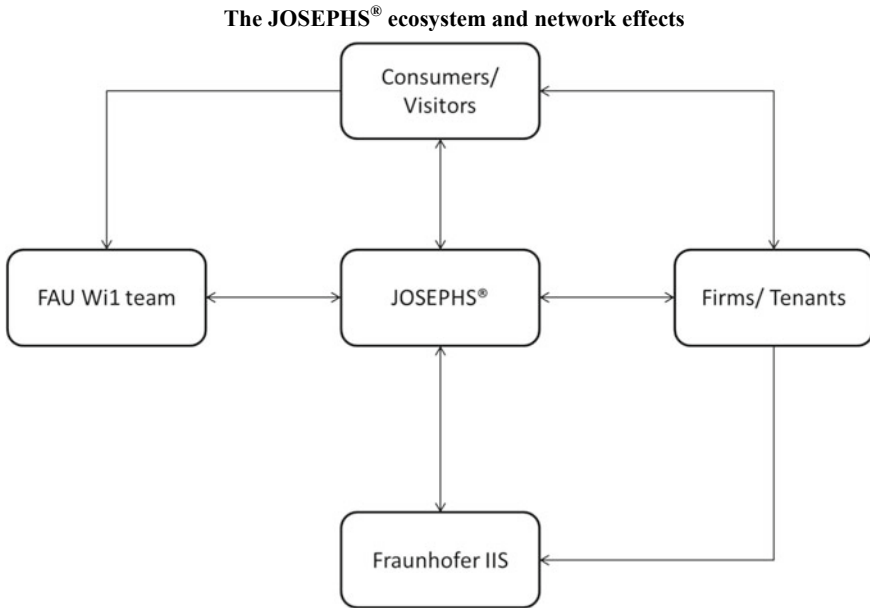 The JOSEPHS® ecosystem and network effects
Consumers/
Visitors
FAU Wi1 team
JOSEPHS®
Firms/ Tenants
Fraunhofer IIS